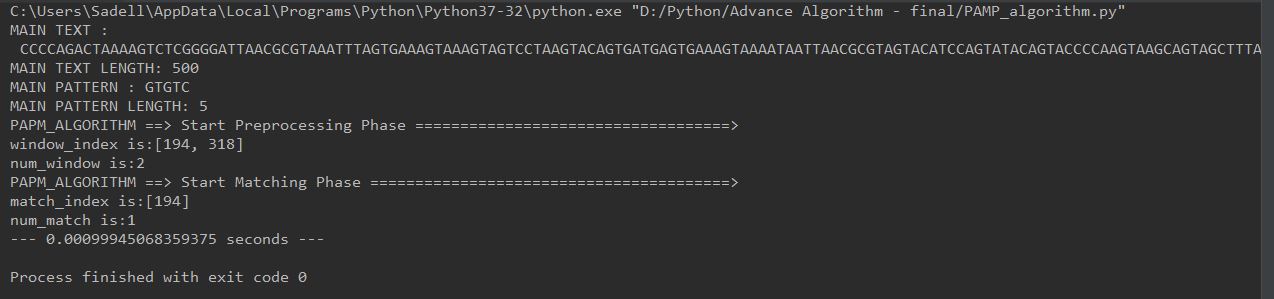 C:\Users\Sadell\AppData\Local\Programs\Python\Python37-32\python.exe "D:/Python/Advance Algorithm - final/PAMP_algorithm.py"
MAIN TEXT :
CCCCAGACTAAAAGTCTCGGGGATTAACGCGTAAATTTAGTGAAAGTAAAGTAGTCCTAAGTACAGTGATGAGTGAAAGTAAAATAATTAACGCGTAGTACATCCAGTATACAGTACCCCAAGTAAGCAGTAGCTTTA
MAIN TEXT LENGTH: 500
MAIN PATTERN : GTGTC
MAIN PATTERN LENGTH: 5
PAPM_ALGORITHM ==> Start Preprocessing Phase ===================================>
window_index is:[194, 318]
num_window is:2
PAPM_ALGORITHM ==> Start Matching Phase ========================================>
match_index is:[194]
num_match is:1
--- 0.00099945068359375 seconds ---
Process finished with exit code 0